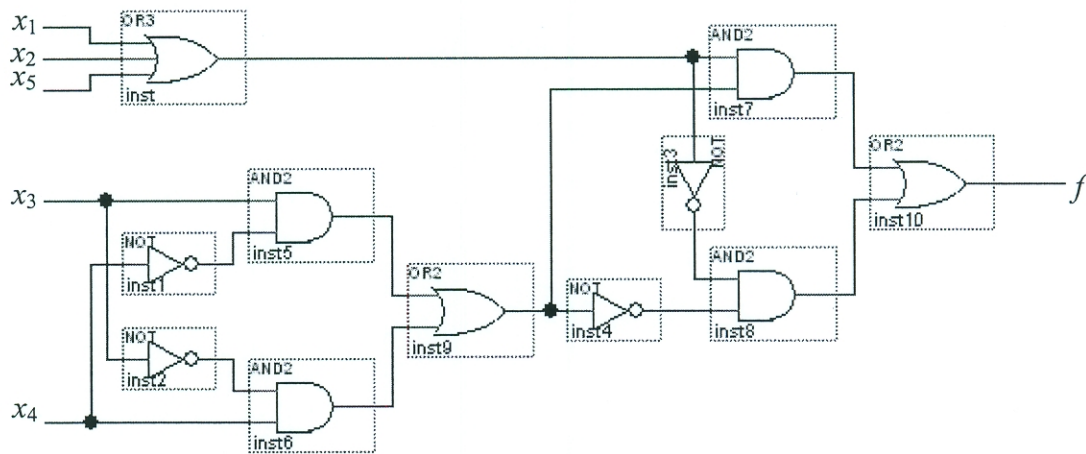 x1
x2
x5
OR3
inst
AND2
inst7
inst3
NOT
OR2
inst10
f
x3
AND2
inst5
NOT
inst1
OR2
inst9
NOT
inst4
AND2
inst8
NOT
inst2
AND2
inst6
x4